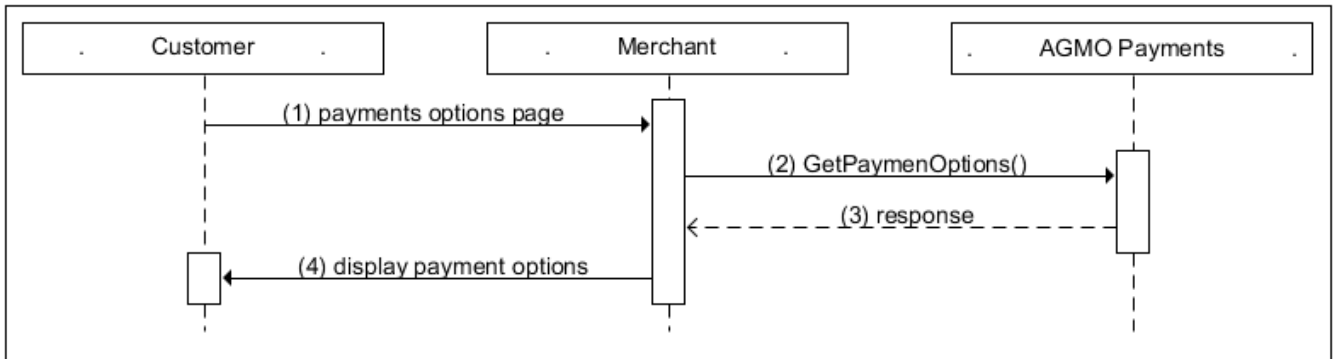 . Customer .
. Merchant .
. AGMO Payments .
(1) payments options page
(2) GetPaymenOptions()
(3) response
(4) display payment options